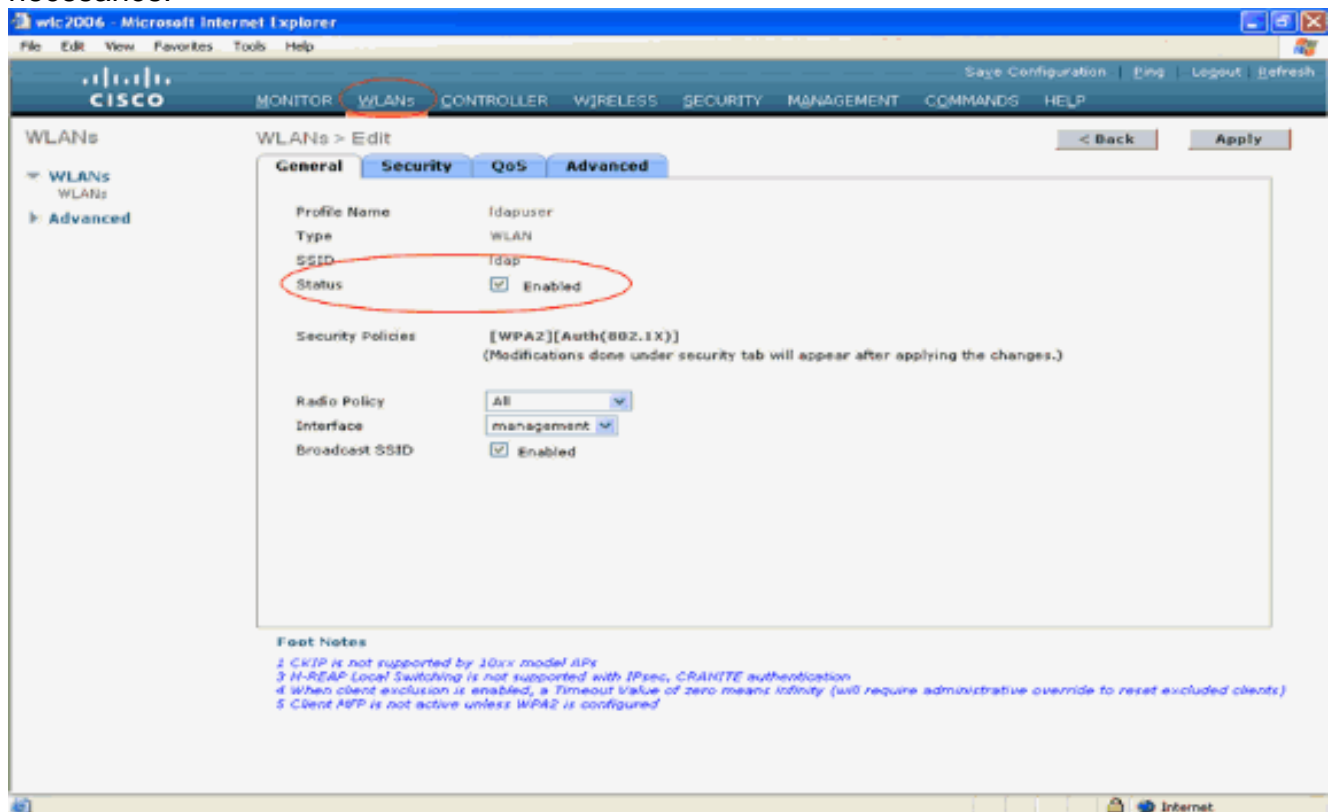 wlc2006 - Microsoft Internet Explorer
File Edit View Favorites Tools Help
Save Configuration | Ping | Logout | Refresh
CISCO
MONITOR WLANs CONTROLLER WIRELESS SECURITY MANAGEMENT COMMANDS HELP
WLANs
WLANs > Edit
< Back Apply
WLANs
WLANs
Advanced
General Security QoS Advanced
Profile Name ldapuser
Type WLAN
SSID ldap
Status Enabled
Security Policies [WPA2][Auth(802.1X)]
(Modifications done under security tab will appear after applying the changes.)
Radio Policy All
Interface management
Broadcast SSID Enabled
Foot Notes
1 CKIP is not supported by 10xx model APs
3 H-REAP Local Switching is not supported with IPsec, CRANITE authentication
4 When client exclusion is enabled, a Timeout Value of zero means infinity (will require administrative override to reset excluded clients)
5 Client MFP is not active unless WPA2 is configured
Internet